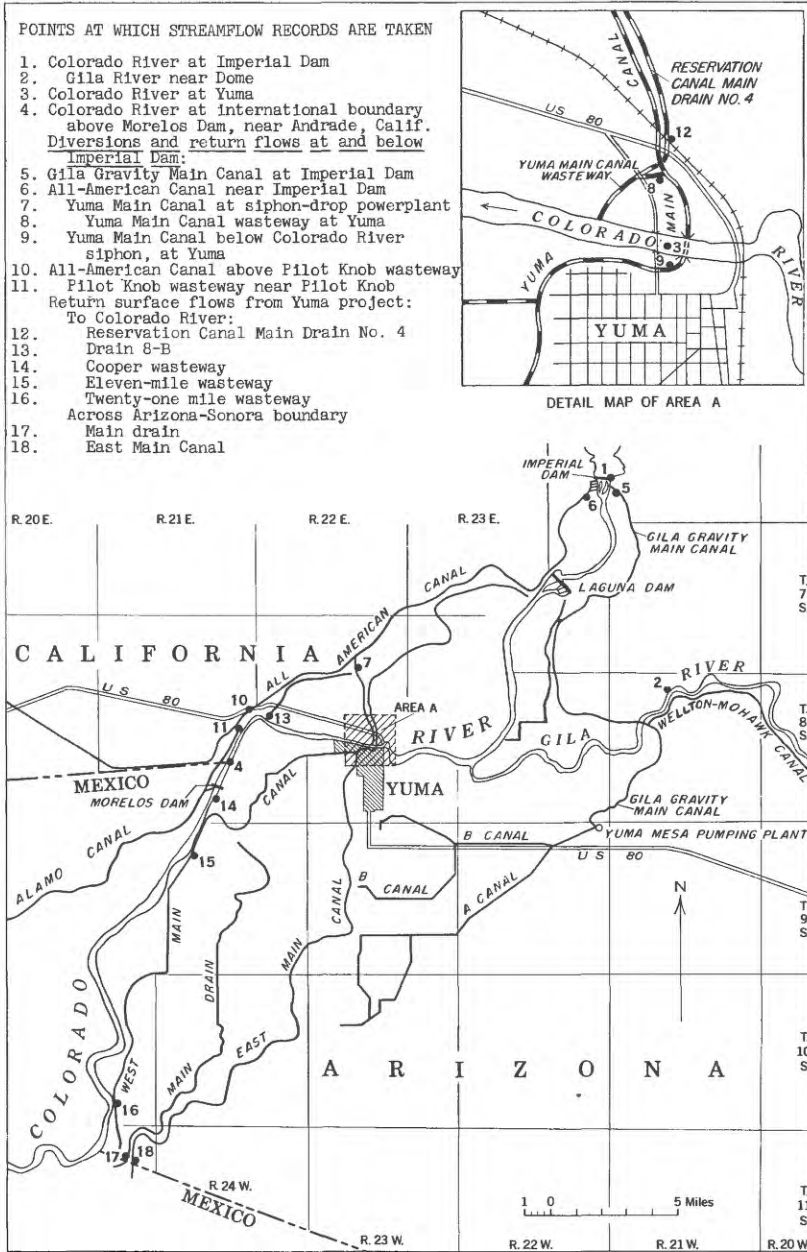 POINTS AT WHICH STREAMFLOW RECORDS ARE TAKEN
1. Colorado River at Imperial Dam
2. Gila River near Dome
3. Colorado River at Yuma
4. Colorado River at international boundary
above Morelos Dam, near Andrade, Calif.
Diversions and return flows at and below
Imperial Dam:
5. Gila Gravity Main Canal at Imperial Dam
6. All-American Canal near Imperial Dam
7. Yuma Main Canal at siphon-drop powerplant
8. Yuma Main Canal wasteway at Yuma
9. Yuma Main Canal below Colorado River
siphon, at Yuma
10. All-American Canal above Pilot Knob wasteway
11. Pilot Knob wasteway near Pilot Knob
Return surface flows from Yuma project:
To Colorado River:
12. Reservation Canal Main Drain No. 4
13. Drain 8-B
14. Cooper wasteway
15. Eleven-mile wasteway
16. Twenty-one mile wasteway
Across Arizona-Sonora boundary
17. Main drain
18. East Main Canal
CANAL
RESERVATION
CANAL MAIN
DRAIN NO. 4
US 80
12
YUMA MAIN CANAL
WASTEWAY
8
MAIN
COLORADO
3
RIVER
9
YUMA
YUMA
DETAIL MAP OF AREA A
IMPERIAL
DAM
1
5
6
R. 20 E.
R. 21 E.
R. 22 E.
R. 23 E.
GILA GRAVITY
MAIN CANAL
LAGUNA DAM
T.
7
S.
CALIFORNIA
ALL AMERICAN CANAL
7
US 80
10
13
AREA A
11
RIVER
GILA
2
RIVER
WELLTON-MOHAWK CANAL
T.
8
S.
4
MEXICO
MORELOS DAM
14
CANAL
YUMA
GILA GRAVITY
MAIN CANAL
YUMA MESA PUMPING PLANT
B CANAL
US 80
15
ALAMO CANAL
B
CANAL
A CANAL
N
T.
9
S.
MAIN
DRAIN
MAIN
CANAL
EAST
MAIN
WEST
COLORADO
ARIZONA
T.
10
S.
16
17
18
R. 24 W.
MEXICO
1 0 5 Miles
T.
11
S.
R. 23 W.
R. 22 W.
R. 21 W.
R. 20 W.